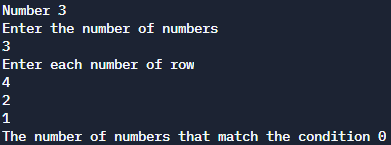 Number 3
Enter the number of numbers
3
Enter each number of row
4
2
1
The number of numbers that match the condition 0